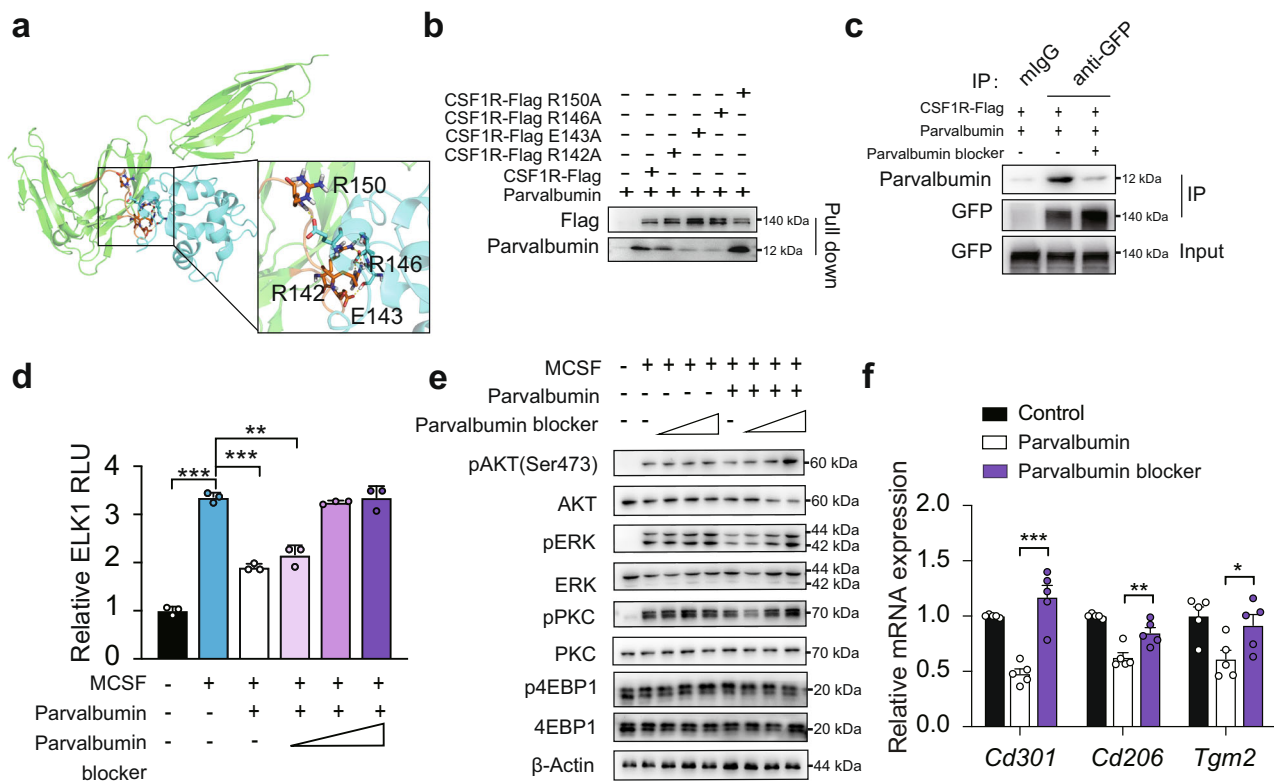 a
R150
R146
R142
E143
b
CSF1R-Flag R150A - - - - - - +
CSF1R-Flag R146A - - - - - + -
CSF1R-Flag E143A - - - - + - -
CSF1R-Flag R142A - - - + - - -
CSF1R-Flag - + - - - -
Parvalbumin + + + + + +
Flag 140 kDa
Parvalbumin 12 kDa
Pull down
c
IP: mIgG anti-GFP
CSF1R-Flag + + +
Parvalbumin + + +
Parvalbumin blocker - - +
Parvalbumin 12 kDa
GFP 140 kDa
IP
GFP 140 kDa Input
d
Relative ELK1 RLU
4
3
2
1
0
*** *** **
MCSF - + + + + +
Parvalbumin - - + + + +
Parvalbumin blocker - - -
e
MCSF - + + + + + + + +
Parvalbumin - - - - - + + + +
Parvalbumin blocker - - -
pAKT(Ser473) 60 kDa
AKT 60 kDa
pERK 44 kDa
42 kDa
ERK 44 kDa
42 kDa
pPKC 70 kDa
PKC 70 kDa
p4EBP1 20 kDa
4EBP1 20 kDa
β-Actin 44 kDa
f
Control
Parvalbumin
Parvalbumin blocker
Relative mRNA expression
2.0
1.5
1.0
0.5
0.0
*** ** *
Cd301 Cd206 Tgm2